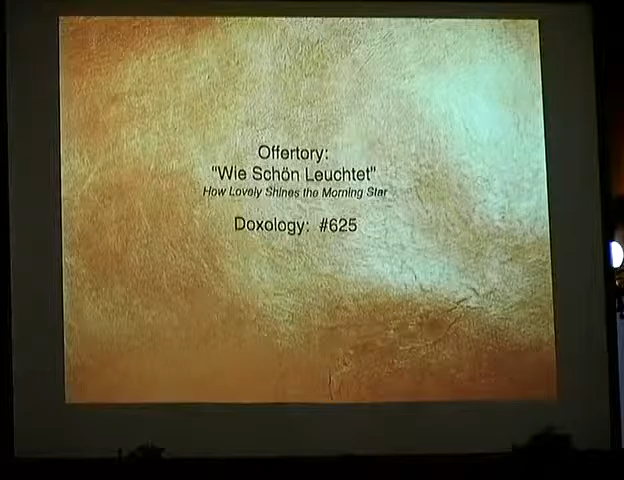 Offertory:
"Wie Schön Leuchtet"
How Lovely Shines the Morning Star
Doxology: #625